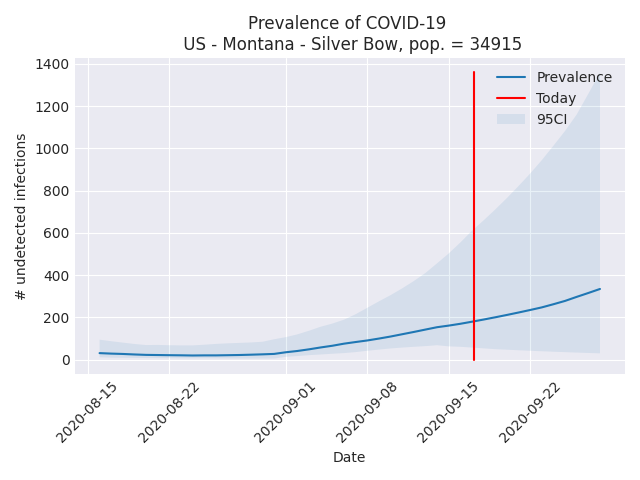 Prevalence of COVID-19
US - Montana - Silver Bow, pop. = 34915
1400
1200
1000
800
600
400
200
0
# undetected infections
Prevalence
Today
95CI
2020-08-15
2020-08-22
2020-09-01
2020-09-08
2020-09-15
2020-09-22
Date